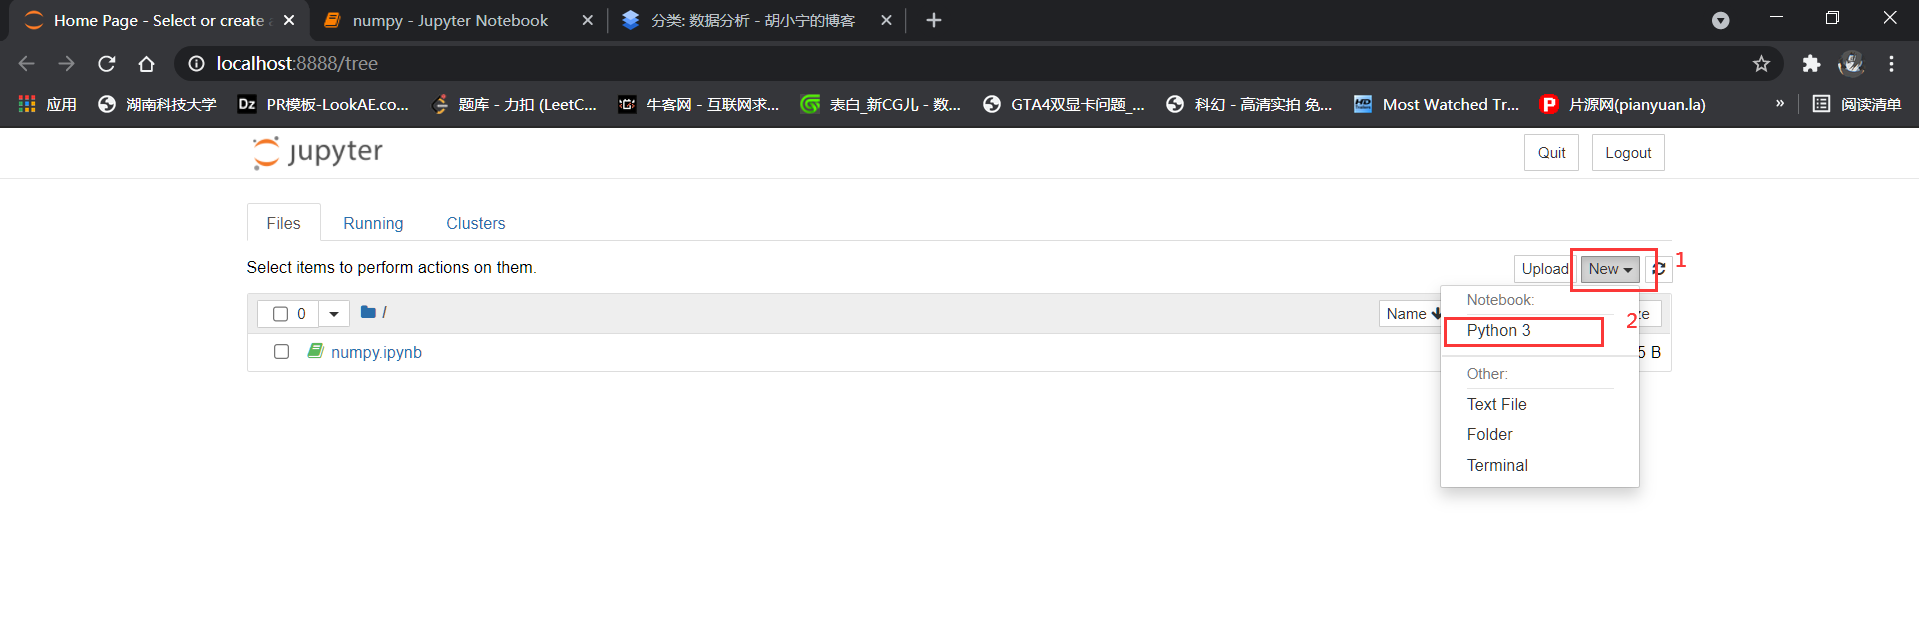 Home Page - Select or create a
numpy - Jupyter Notebook
分类: 数据分析 - 胡小宁的博客
localhost:8888/tree
应用
湖南科技大学
Dz PR模板-LookAE.co...
题库 - 力扣 (LeetC...
牛客网 - 互联网求...
表白_新CG儿 - 数...
GTA4双显卡问题_...
科幻 - 高清实拍 免...
HD Most Watched Tr...
P 片源网(pianyuan.la)
»
阅读清单
jupyter
Quit
Logout
Files
Running
Clusters
Select items to perform actions on them.
Upload
New
1
0
/
Name
Notebook:
2
Python 3
numpy.ipynb
5 B
Other:
Text File
Folder
Terminal